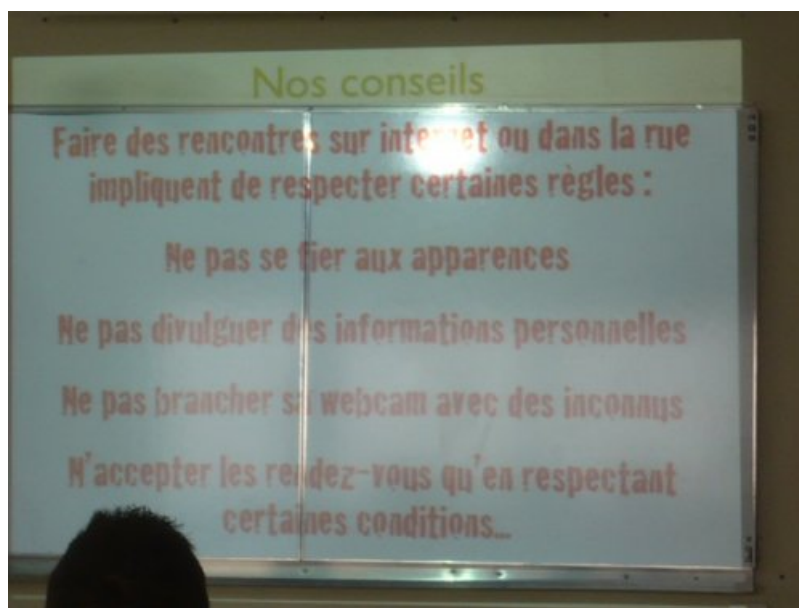 Nos conseils
Faire des rencontres sur internet ou dans la rue
impliquent de respecter certaines règles :
Ne pas se fier aux apparences
Ne pas divulguer des informations personnelles
Ne pas brancher sa webcam avec des inconnus
N'accepter les rendez-vous qu'en respectant
certaines conditions...